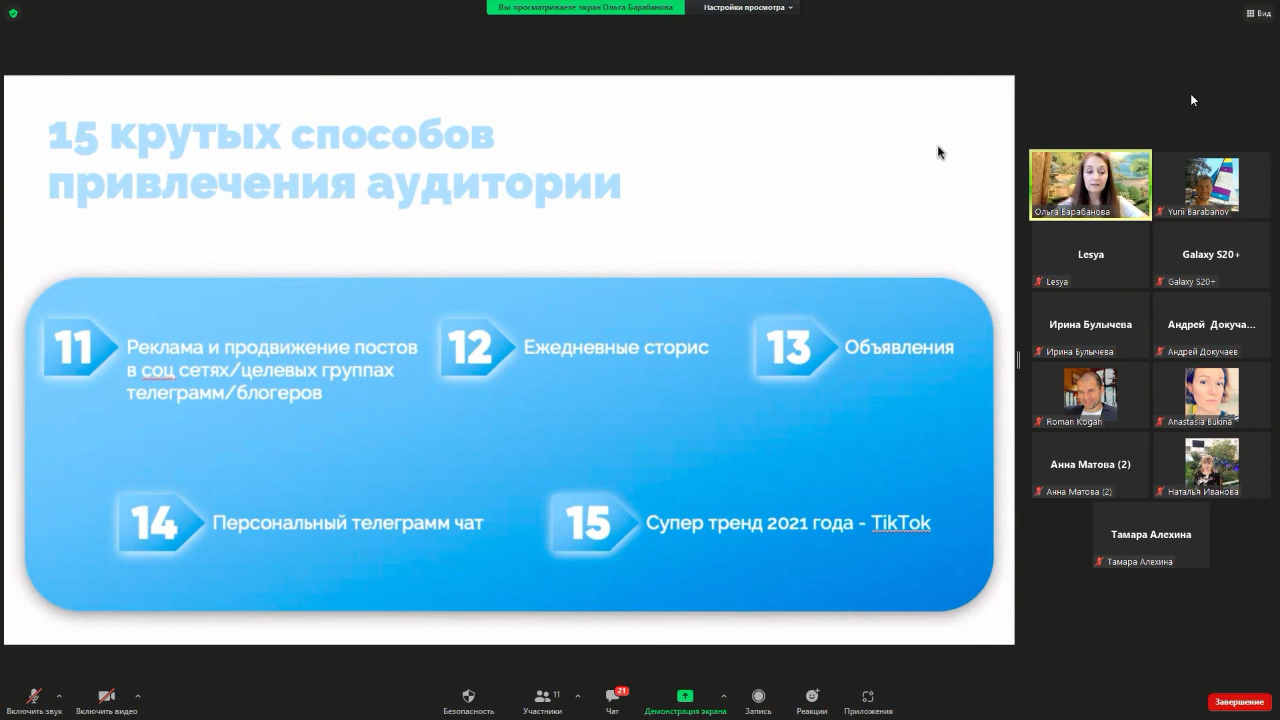 Вы просматриваете экран Ольга Барабанова
Настройки просмотра
Вид
15 крутых способов
привлечения аудитории
11
Реклама и продвижение постов
в соц сетях/целевых группах
телеграмм/блогеров
12
Ежедневные сторис
13
Объявления
14
Персональный телеграмм чат
15
Супер тренд 2021 года - TikTok
Ольга Барабанова
Yurii Barabanov
Lesya
Lesya
Galaxy S20+
Galaxy S20+
Ирина Булычева
Ирина Булычева
Андрей Докуча...
Андрей Докучаев
Roman Kogan
Anastasia Bukina
Анна Матова (2)
Анна Матова (2)
Наталья Иванова
Тамара Алехина
Тамара Алехина
Включить звук
Включить видео
Безопасность
11
Участники
21
Чат
Демонстрация экрана
Запись
Реакции
Приложения
Завершение